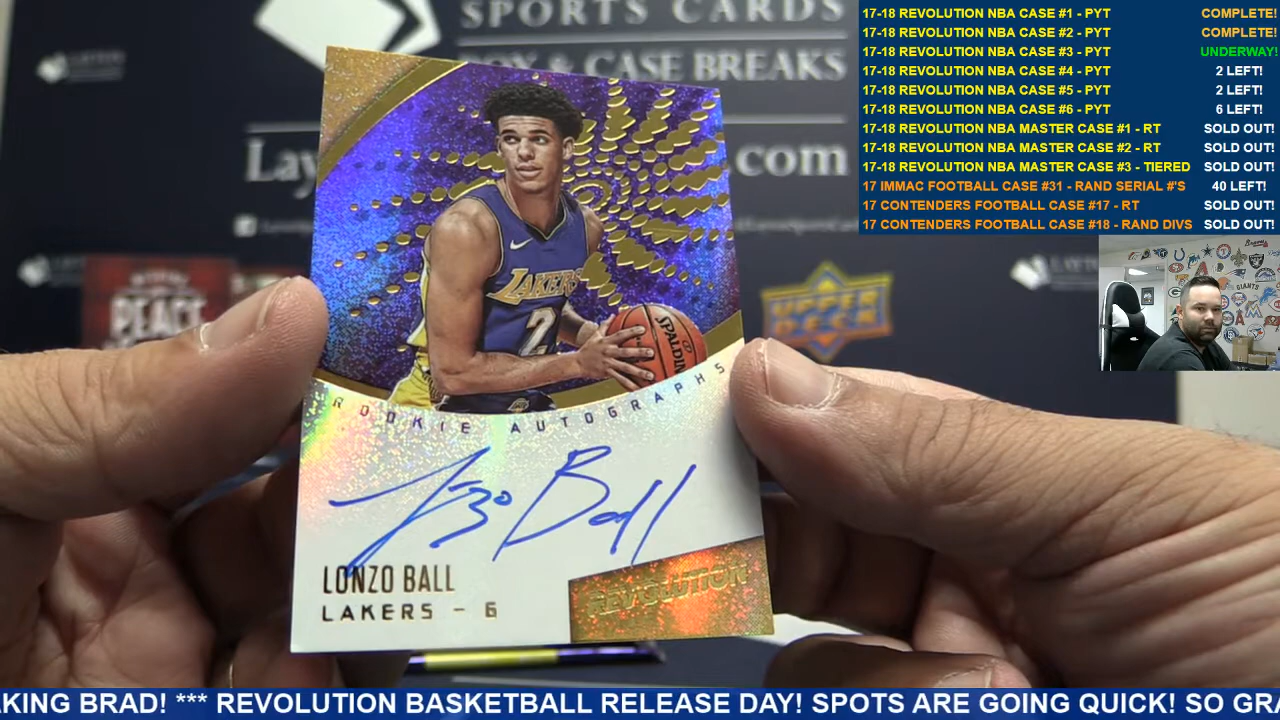 SPORTS CARDS
BOX & CASE BREAKS
Lay .com
17-18 REVOLUTION NBA CASE #1 - PYT COMPLETE!
17-18 REVOLUTION NBA CASE #2 - PYT COMPLETE!
17-18 REVOLUTION NBA CASE #3 - PYT UNDERWAY!
17-18 REVOLUTION NBA CASE #4 - PYT 2 LEFT!
17-18 REVOLUTION NBA CASE #5 - PYT 2 LEFT!
17-18 REVOLUTION NBA CASE #6 - PYT 6 LEFT!
17-18 REVOLUTION NBA MASTER CASE #1 - RT SOLD OUT!
17-18 REVOLUTION NBA MASTER CASE #2 - RT SOLD OUT!
17-18 REVOLUTION NBA MASTER CASE #3 - TIERED SOLD OUT!
17 IMMAC FOOTBALL CASE #31 - RAND SERIAL #'S 40 LEFT!
17 CONTENDERS FOOTBALL CASE #17 - RT SOLD OUT!
17 CONTENDERS FOOTBALL CASE #18 - RAND DIVS SOLD OUT!
GIANTS
PEACE
UPPER DECK
LAKERS
2
SPALDING
ROOKIE AUTOGRAPHS
LONZO BALL
LAKERS - 6
REVOLUTION
AKING BRAD! *** REVOLUTION BASKETBALL RELEASE DAY! SPOTS ARE GOING QUICK! SO GRA